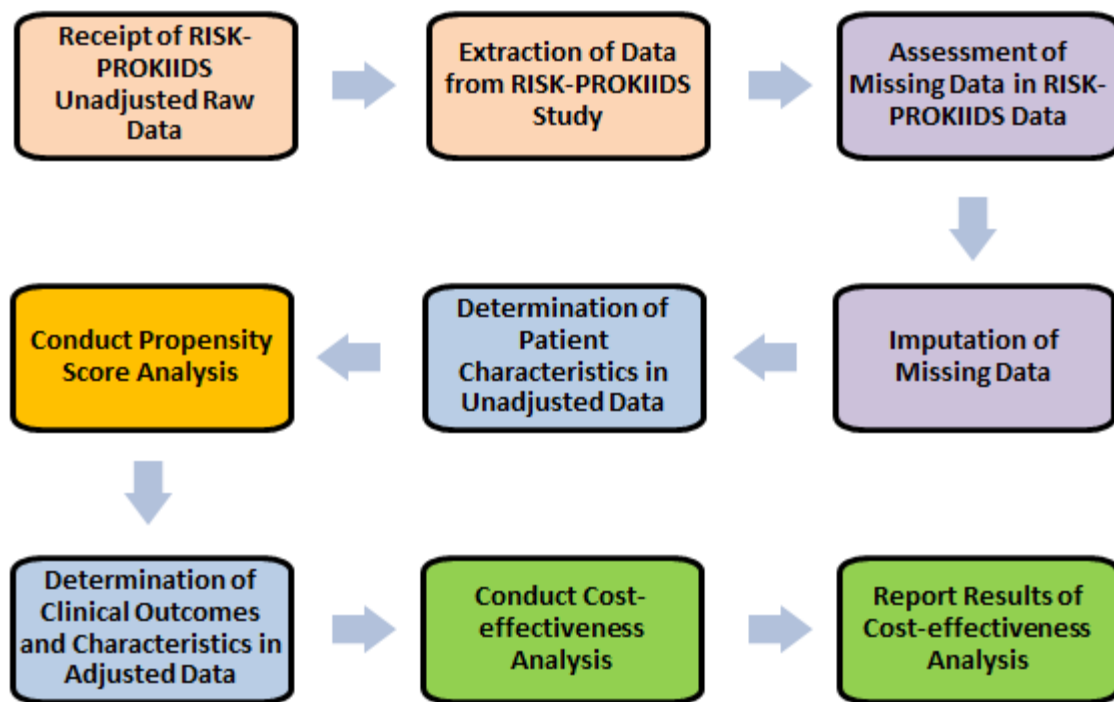 Receipt of RISK-
PROKIIDS
Unadjusted Raw
Data
Extraction of Data
from RISK-PROKIIDS
Study
Assessment of
Missing Data in RISK-
PROKIIDS Data
Imputation of
Missing Data
Determination of
Patient
Characteristics in
Unadjusted Data
Conduct Propensity
Score Analysis
Determination of
Clinical Outcomes
and Characteristics in
Adjusted Data
Conduct Cost-
effectiveness
Analysis
Report Results of
Cost-effectiveness
Analysis